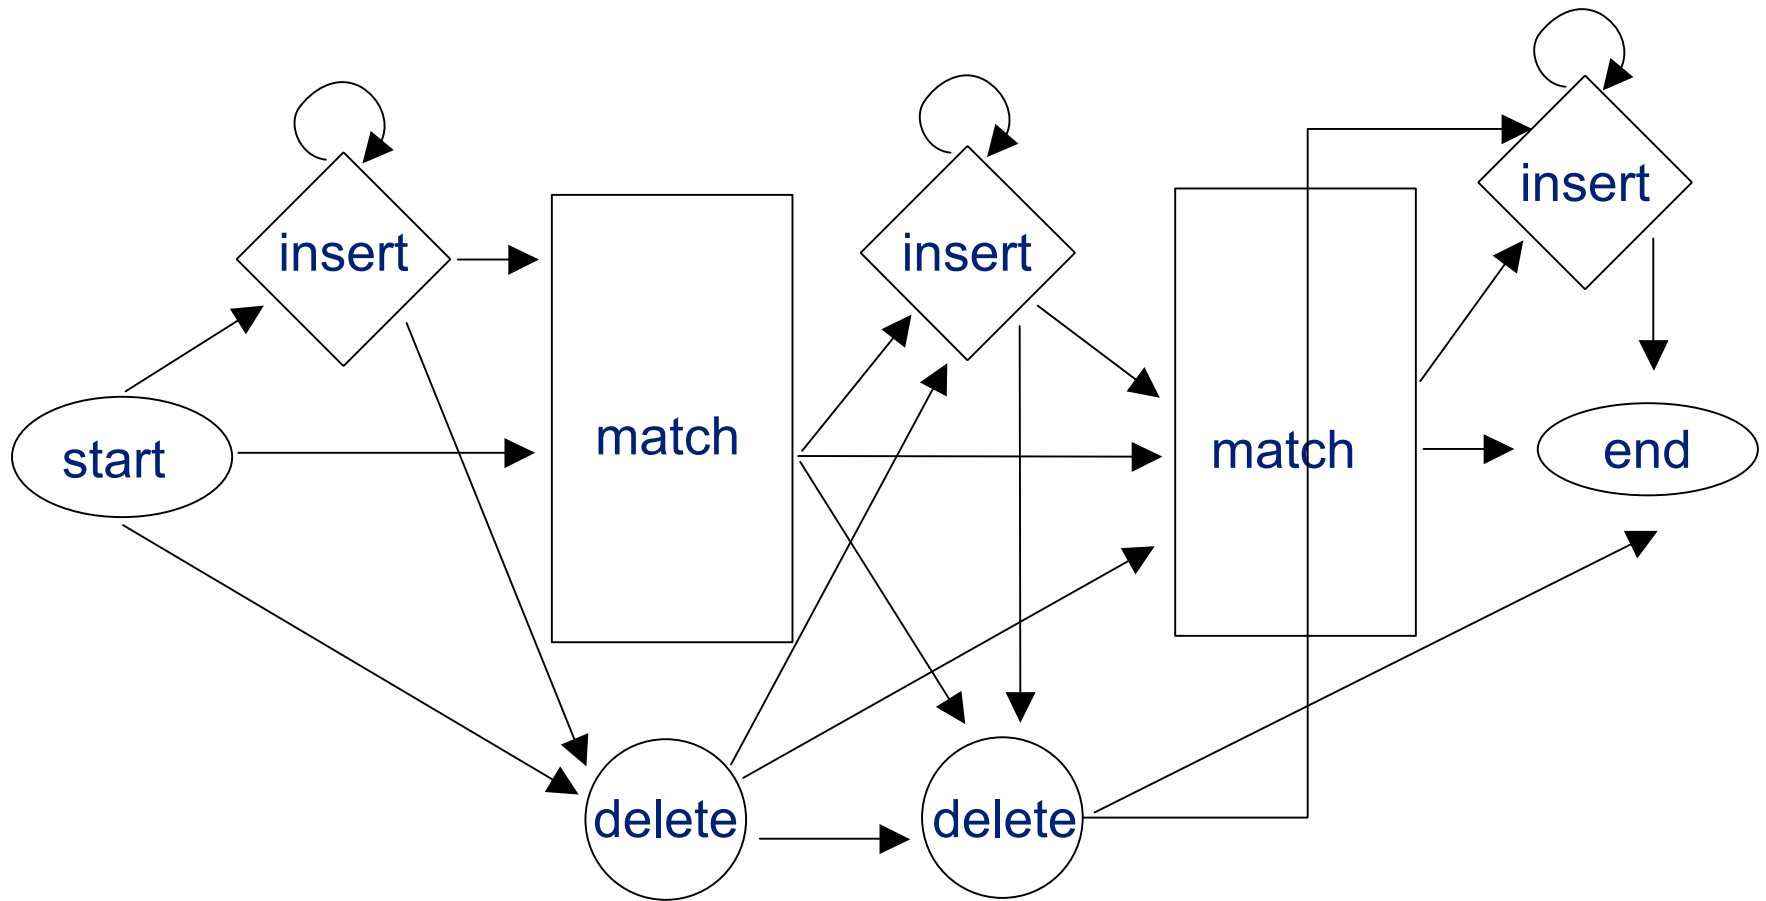 insert
insert
insert
start
match
match
end
delete
delete